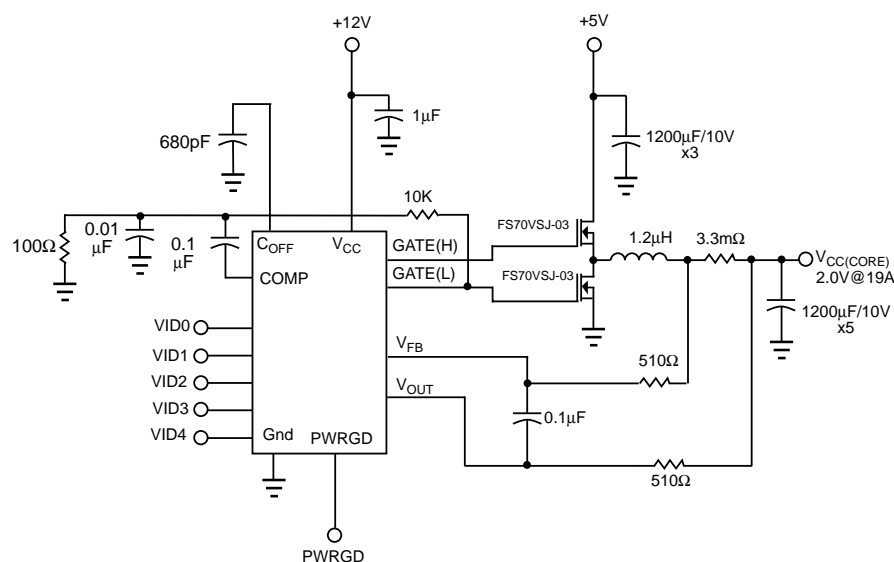 +12V
+5V
1μF
680pF
1200μF/10V
x3
10K
FS70VSJ-03
0.01
μF
0.1
μF
100Ω
COFF
VCC
GATE(H)
1.2μH
3.3mΩ
VCC(CORE)
2.0V@19A
GATE(L)
FS70VSJ-03
COMP
1200μF/10V
x5
VID0
VID1
VID2
VID3
VID4
VFB
510Ω
VOUT
0.1μF
Gnd
PWRGD
510Ω
PWRGD